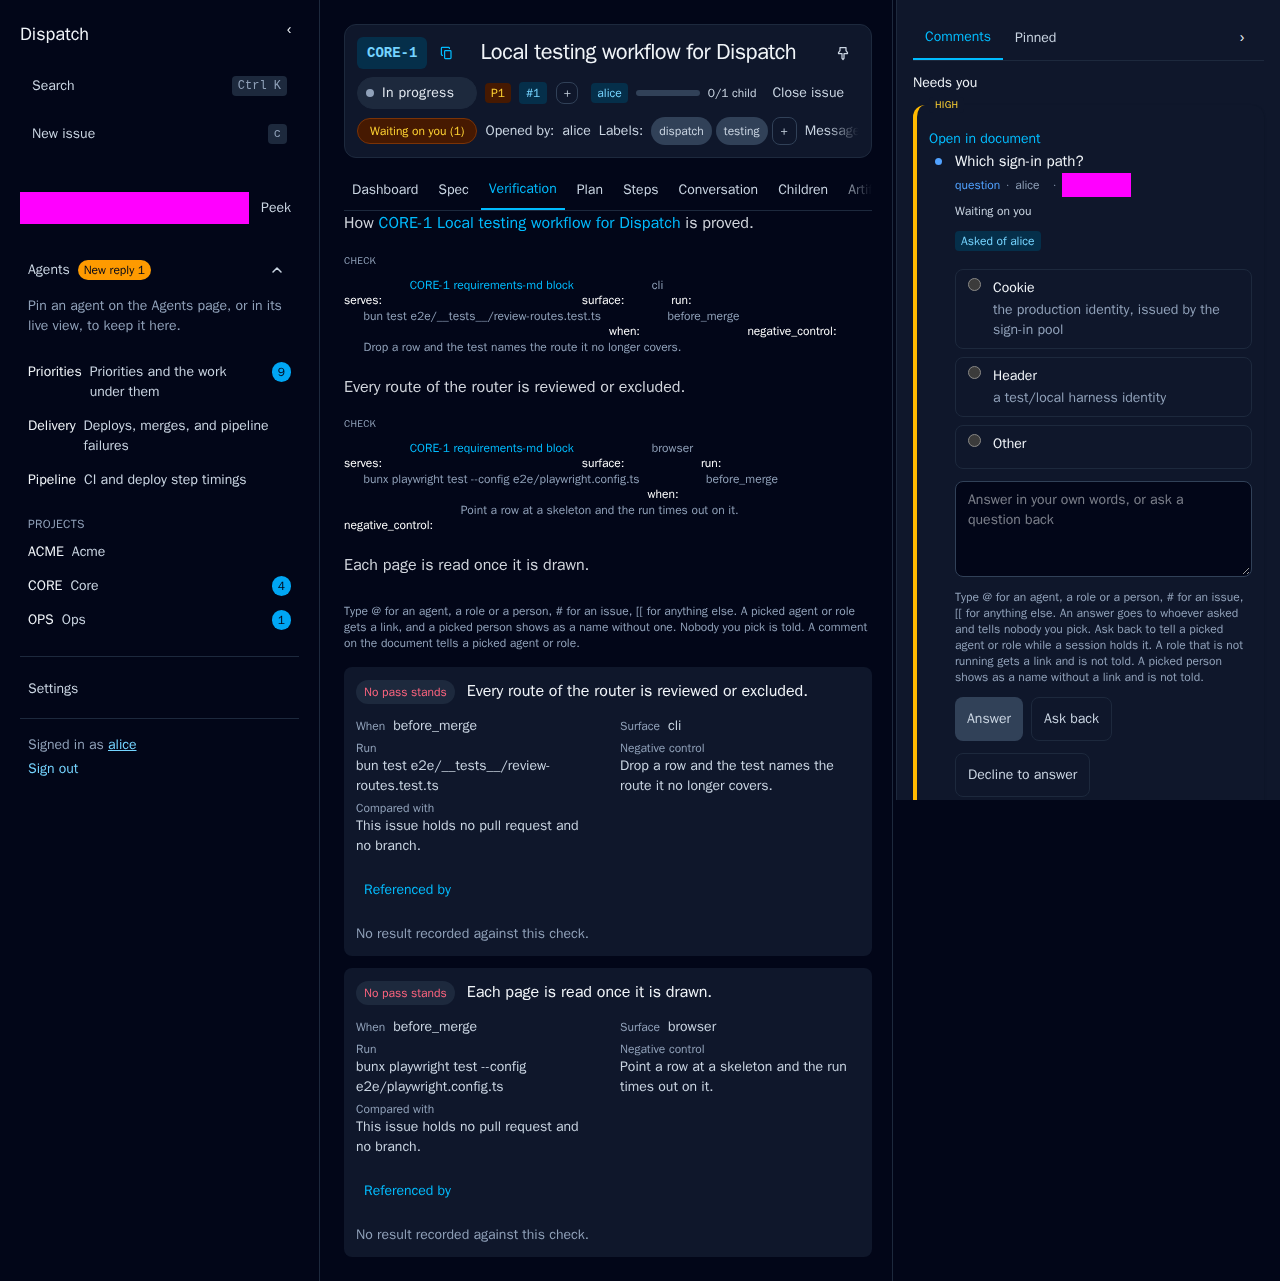 Dispatch
Search
Ctrl K
New issue
C
Peek
Agents
New reply 1
Pin an agent on the Agents page, or in its
live view, to keep it here.
Priorities
Priorities and the work
under them
9
Delivery
Deploys, merges, and pipeline
failures
Pipeline
CI and deploy step timings
PROJECTS
ACME Acme
CORE Core
4
OPS Ops
1
Settings
Signed in as alice
Sign out
CORE-1
Local testing workflow for Dispatch
In progress
P1
#1
+
alice
0/1 child
Close issue
Waiting on you (1)
Opened by: alice
Labels:
dispatch
testing
+
Message
Dashboard
Spec
Verification
Plan
Steps
Conversation
Children
Arti
How CORE-1 Local testing workflow for Dispatch is proved.
CHECK
CORE-1 requirements-md block
cli
serves:
surface:
run:
bun test e2e/__tests__/review-routes.test.ts
before_merge
when:
negative_control:
Drop a row and the test names the route it no longer covers.
Every route of the router is reviewed or excluded.
CHECK
CORE-1 requirements-md block
browser
serves:
surface:
run:
bunx playwright test --config e2e/playwright.config.ts
before_merge
when:
Point a row at a skeleton and the run times out on it.
negative_control:
Each page is read once it is drawn.
Type @ for an agent, a role or a person, # for an issue, [[ for anything else. A picked agent or role
gets a link, and a picked person shows as a name without one. Nobody you pick is told. A comment
on the document tells a picked agent or role.
No pass stands
Every route of the router is reviewed or excluded.
When before_merge
Surface cli
Run
bun test e2e/__tests__/review-
routes.test.ts
Negative control
Drop a row and the test names the
route it no longer covers.
Compared with
This issue holds no pull request and
no branch.
Referenced by
No result recorded against this check.
No pass stands
Each page is read once it is drawn.
When before_merge
Surface browser
Run
bunx playwright test --config
e2e/playwright.config.ts
Negative control
Point a row at a skeleton and the run
times out on it.
Compared with
This issue holds no pull request and
no branch.
Referenced by
No result recorded against this check.
Comments
Pinned
Needs you
HIGH
Open in document
Which sign-in path?
question · alice ·
Waiting on you
Asked of alice
Cookie
the production identity, issued by the
sign-in pool
Header
a test/local harness identity
Other
Answer in your own words, or ask a
question back
Type @ for an agent, a role or a person, # for an issue,
[[ for anything else. An answer goes to whoever asked
and tells nobody you pick. Ask back to tell a picked
agent or role while a session holds it. A role that is not
running gets a link and is not told. A picked person
shows as a name without a link and is not told.
Answer
Ask back
Decline to answer